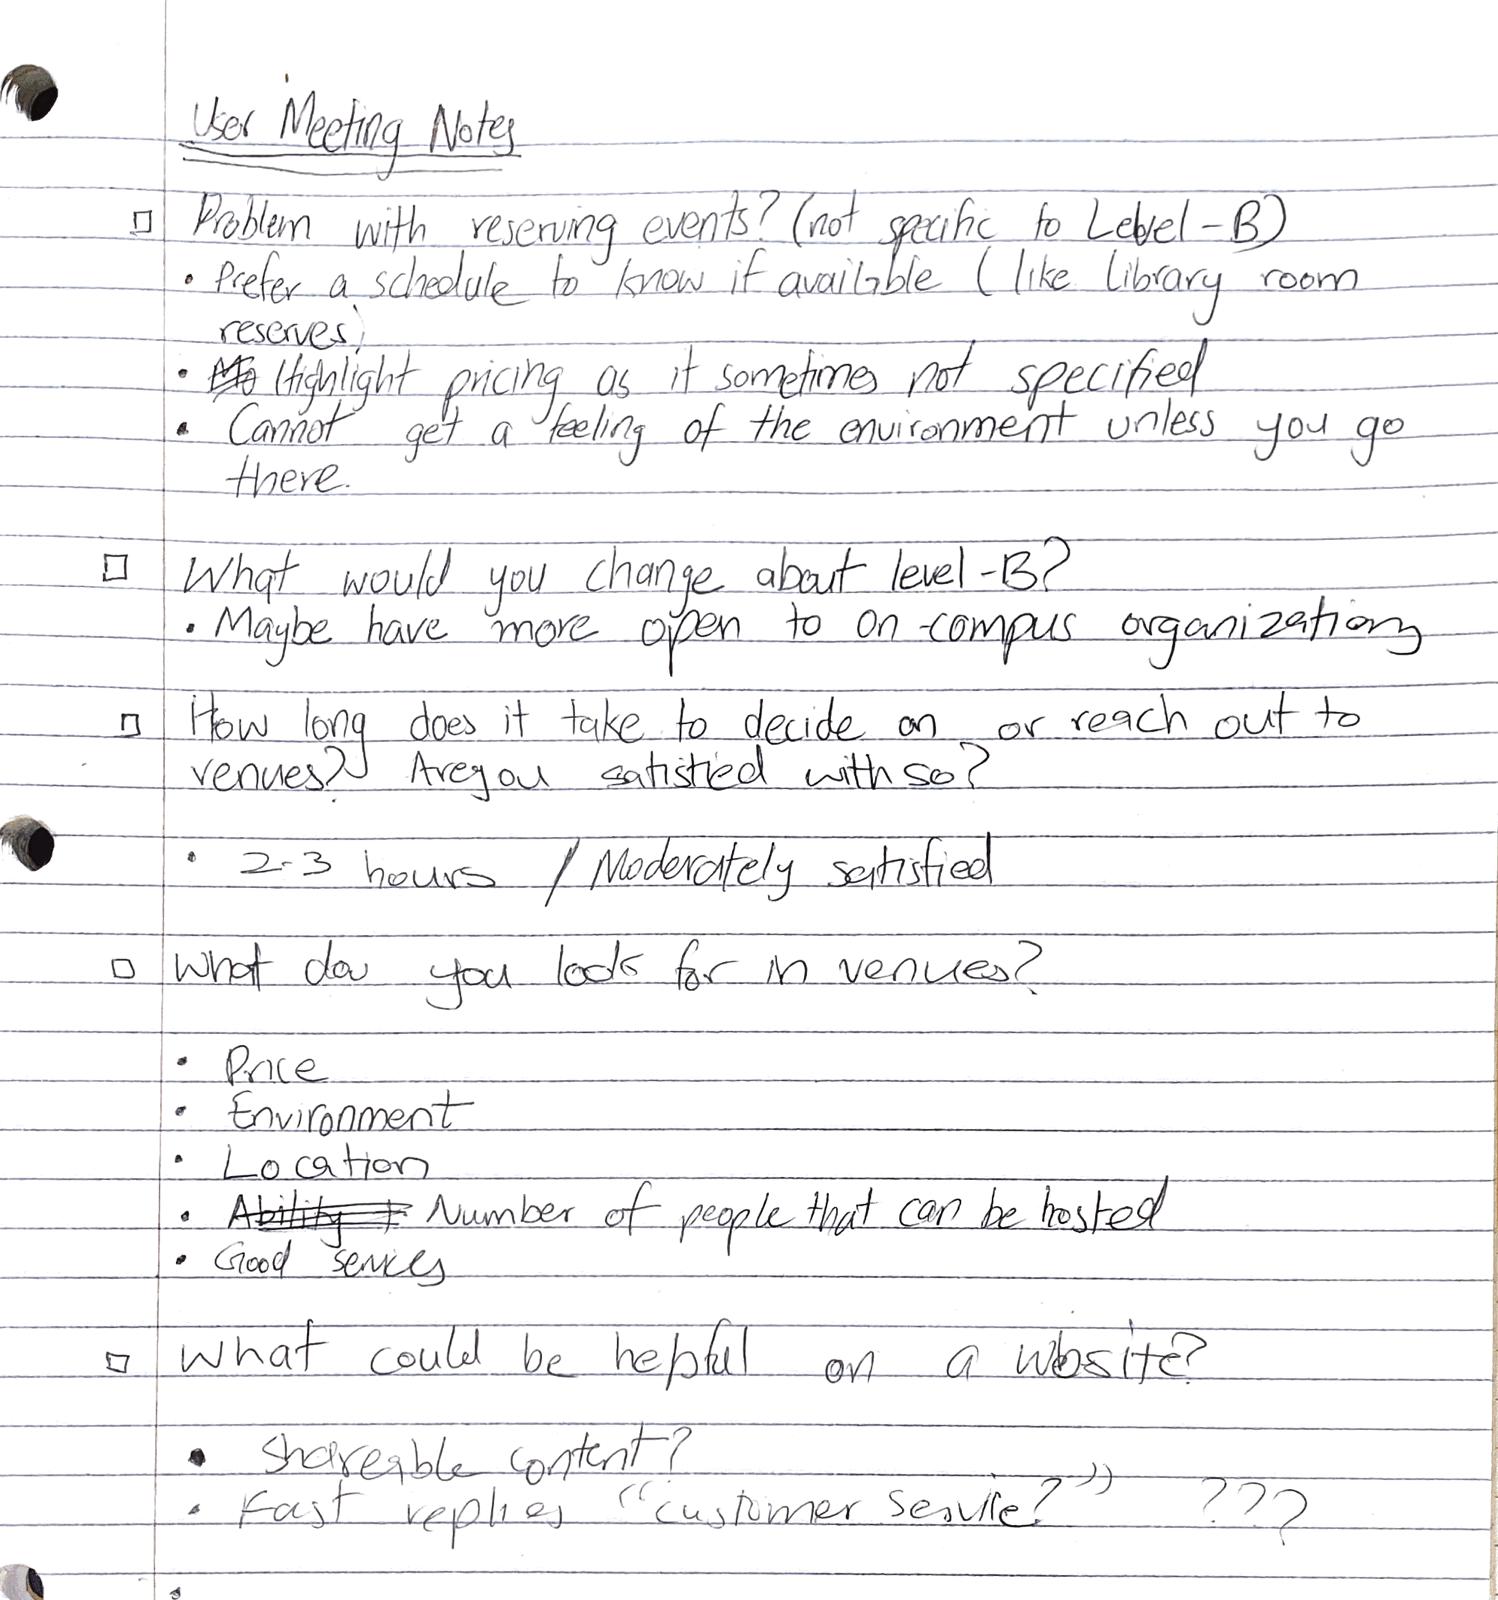 User Meeting Notes
Problem with reserving events? (not specific to Level-B)
• Prefer a schedule to know if available (like library room
reserves)
• Highlight pricing as it sometimes not specified
• Cannot get a feeling of the environment unless you go
there.
What would you change about level-B?
• Maybe have more open to on-campus organizations
How long does it take to decide on or reach out to
venues? Are you satisfied with so?
• 2-3 hours / Moderately satisfied
What do you look for in venues?
• Price
• Environment
• Location
• Ability Number of people that can be hosted
• Good services
What could be helpful on a website?
• Shareable content?
• Fast replies "customer service?" ???